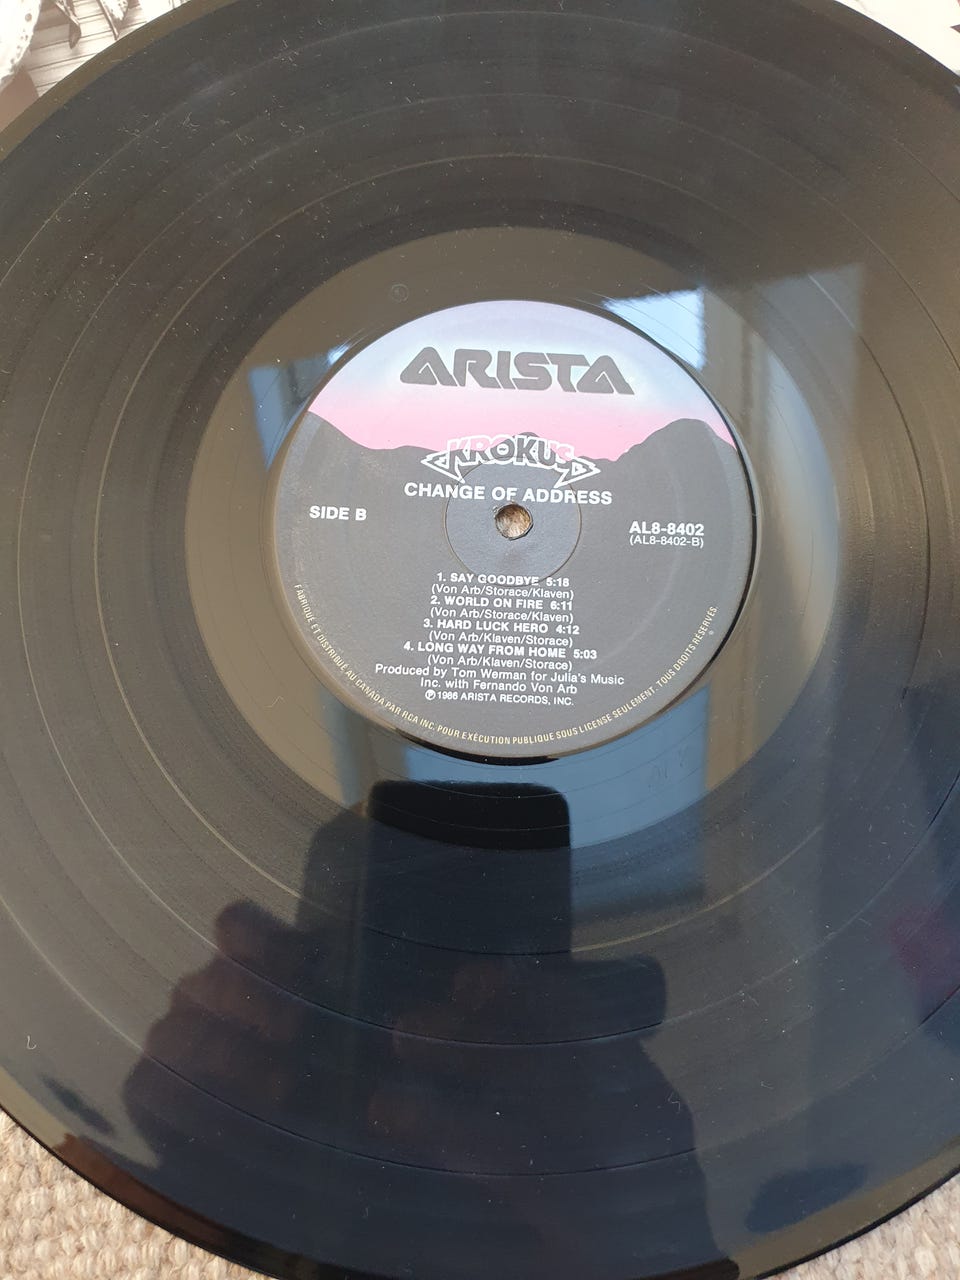 ARISTA
KROKUS
CHANGE OF ADDRESS
SIDE B
AL8-8402
(AL8-8402-B)
1. SAY GOODBYE 5:18
(Von Arb/Storace/Klaven)
2. WORLD ON FIRE 6:11
(Von Arb/Storace/Klaven)
3. HARD LUCK HERO 4:12
(Von Arb/Klaven/Storace)
4. LONG WAY FROM HOME 5:03
(Von Arb/Klaven/Storace)
Produced by Tom Werman for Julia's Music
Inc. with Fernando Von Arb
℗ 1986 ARISTA RECORDS, INC.
FABRIQUÉ ET DISTRIBUÉ AU CANADA PAR RCA INC. POUR EXÉCUTION PUBLIQUE SOUS LICENSE SEULEMENT. TOUS DROITS RÉSERVÉS.